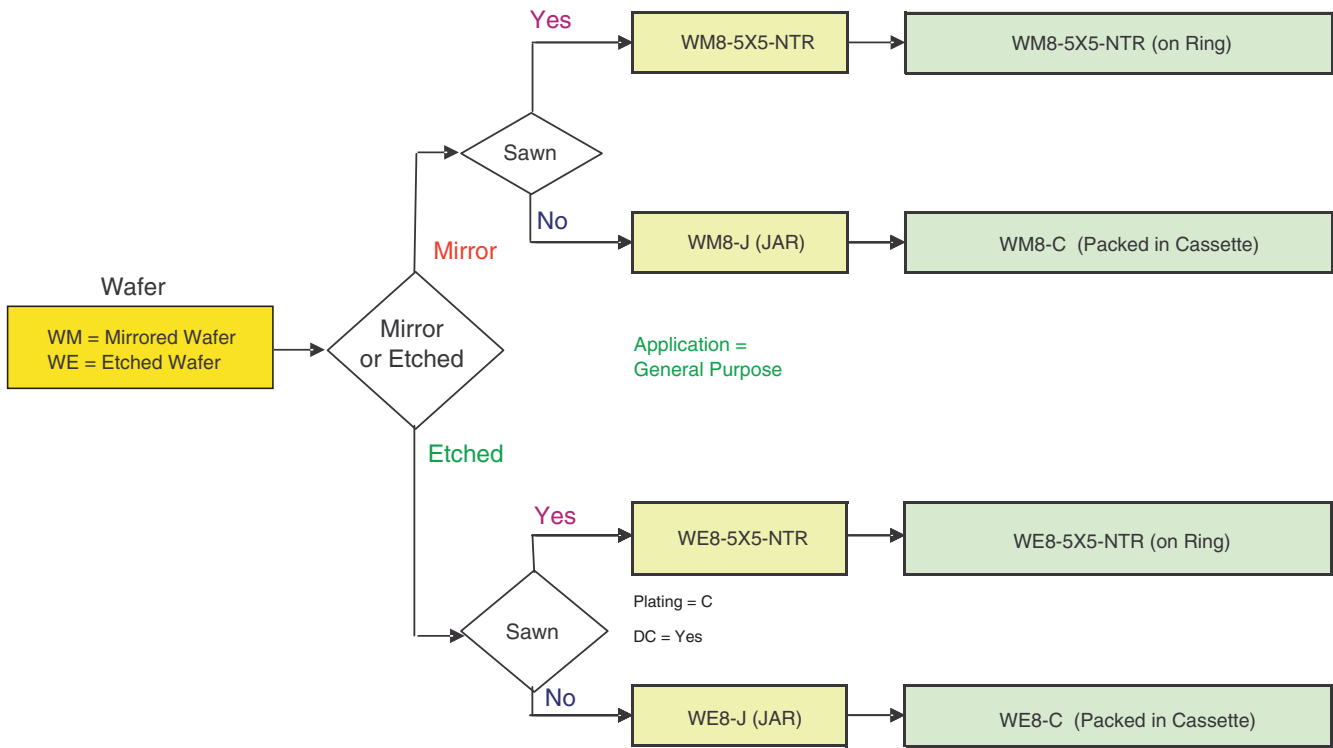 Yes
WM8-5X5-NTR
WM8-5X5-NTR (on Ring)
Sawn
No
WM8-J (JAR)
WM8-C (Packed in Cassette)
Mirror
Wafer
WM = Mirrored Wafer
WE = Etched Wafer
Mirror
or Etched
Application =
General Purpose
Etched
Yes
WE8-5X5-NTR
WE8-5X5-NTR (on Ring)
Plating = C
DC = Yes
Sawn
No
WE8-J (JAR)
WE8-C (Packed in Cassette)